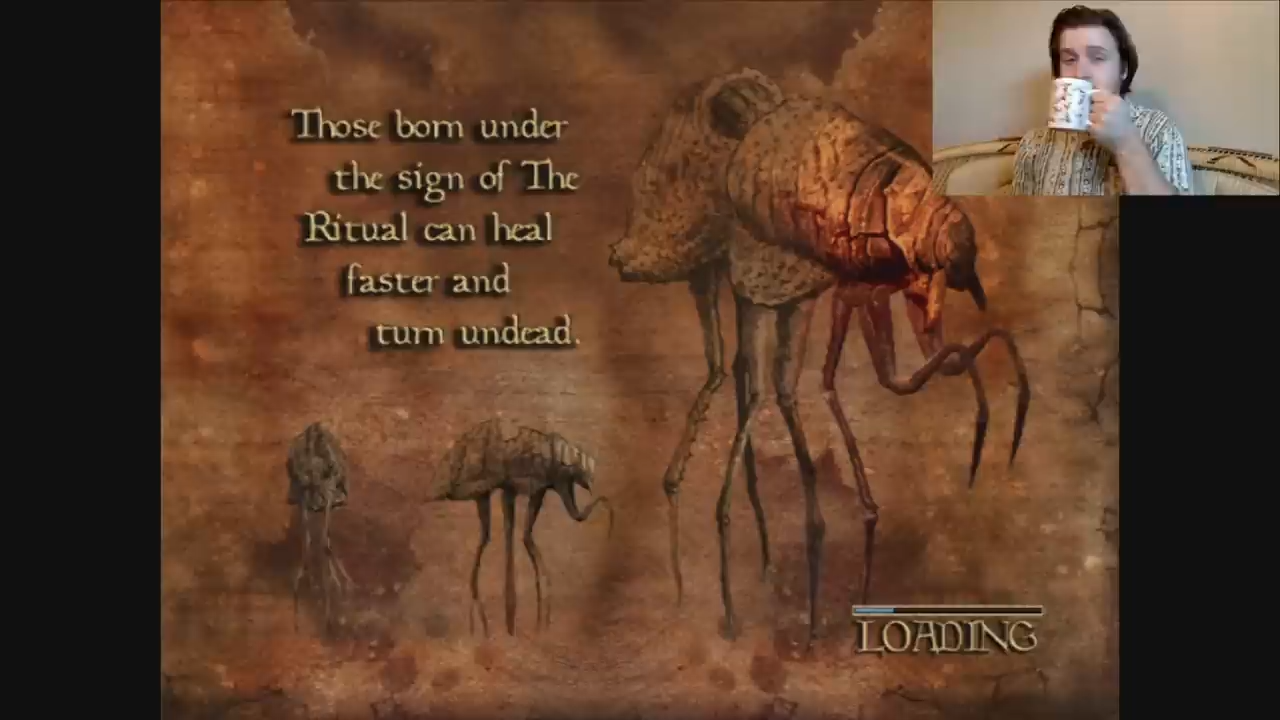 Those born under
the sign of The
Ritual can heal
faster and
turn undead.
LOADING